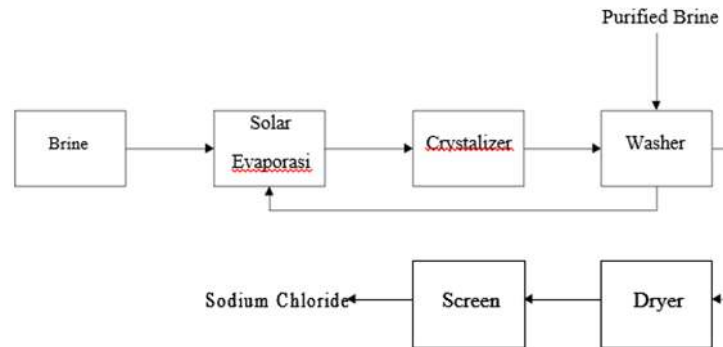 Purified Brine
Brine
Solar
Evaporasi
Crystalizer
Washer
Sodium Chloride
Screen
Dryer